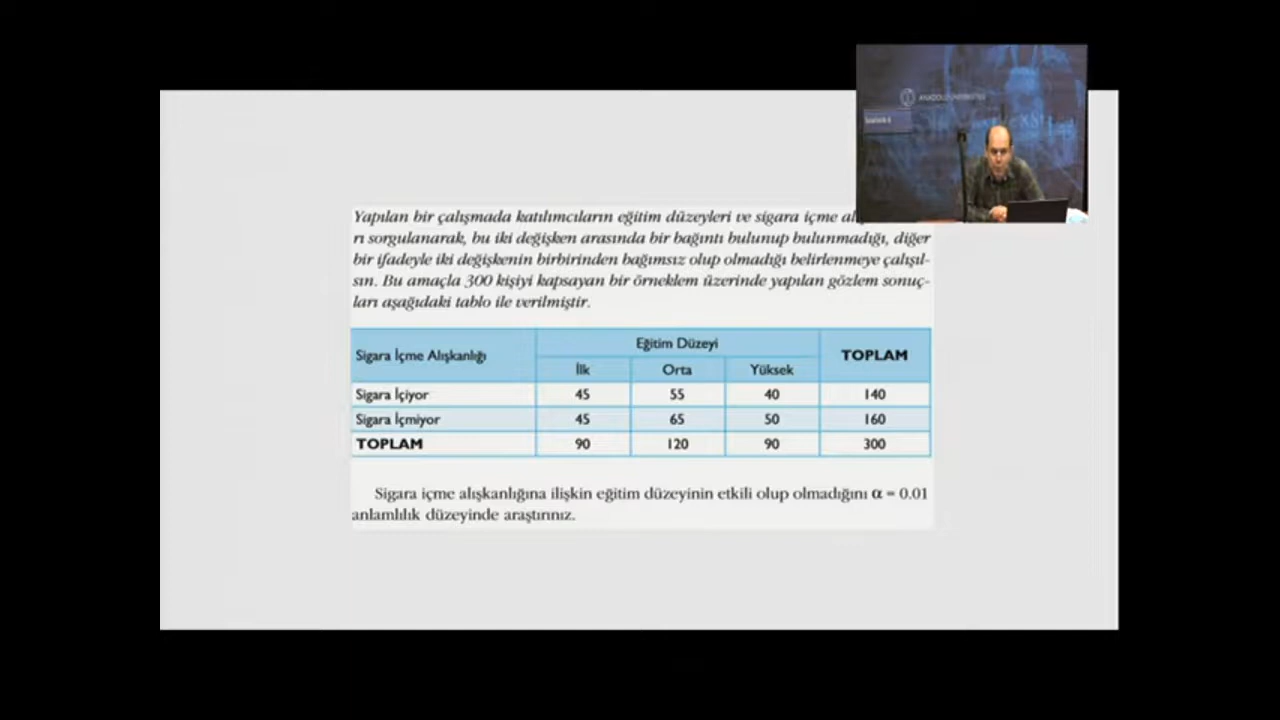 ANADOLU ÜNİVERSİTESİ
Yapılan bir çalışmada katılımcıların eğitim düzeyleri ve sigara içme
rı sorgulanarak, bu iki değişken arasında bir bağıntı bulunup bulunmadığı, diğer
bir ifadeyle iki değişkenin birbirinden bağımsız olup olmadığı belirlenmeye çalışıl-
sın. Bu amaçla 300 kişiyi kapsayan bir örneklem üzerinde yapılan gözlem sonuç-
ları aşağıdaki tablo ile verilmiştir.
Sigara İçme Alışkanlığı Eğitim Düzeyi TOPLAM
İlk Orta Yüksek
Sigara İçiyor 45 55 40 140
Sigara İçmiyor 45 65 50 160
TOPLAM 90 120 90 300
Sigara içme alışkanlığına ilişkin eğitim düzeyinin etkili olup olmadığını α = 0.01
anlamlılık düzeyinde araştırınız.